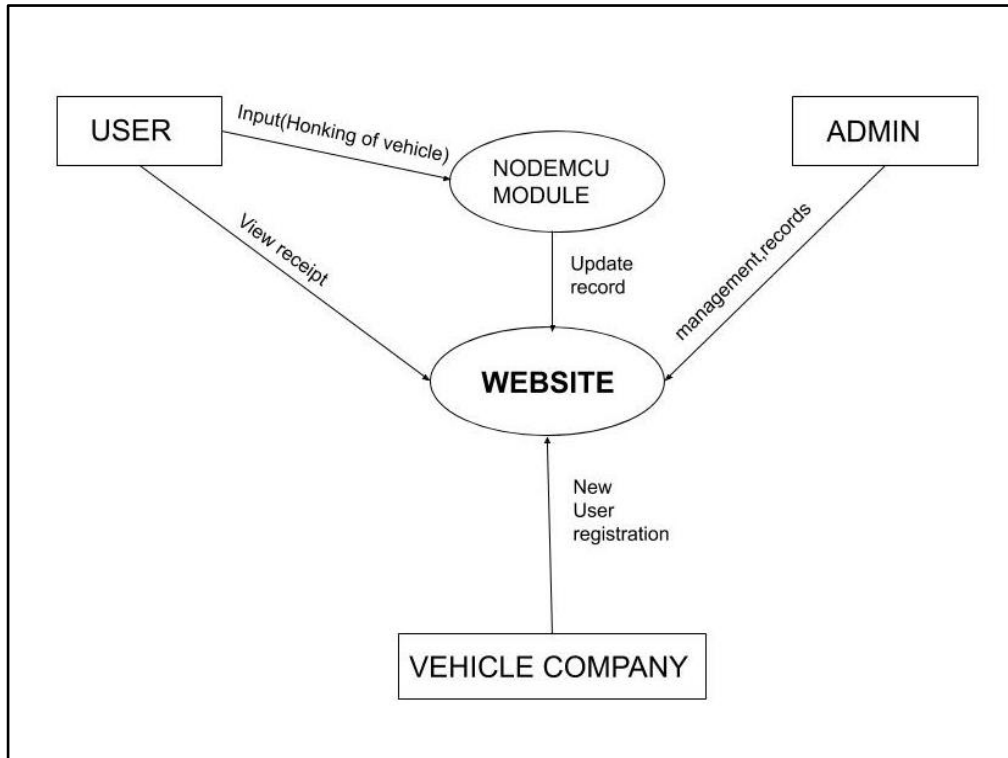 USER
Input(Honking of vehicle)
NODEMCU
MODULE
ADMIN
View receipt
Update
record
management,records
WEBSITE
New
User
registration
VEHICLE COMPANY